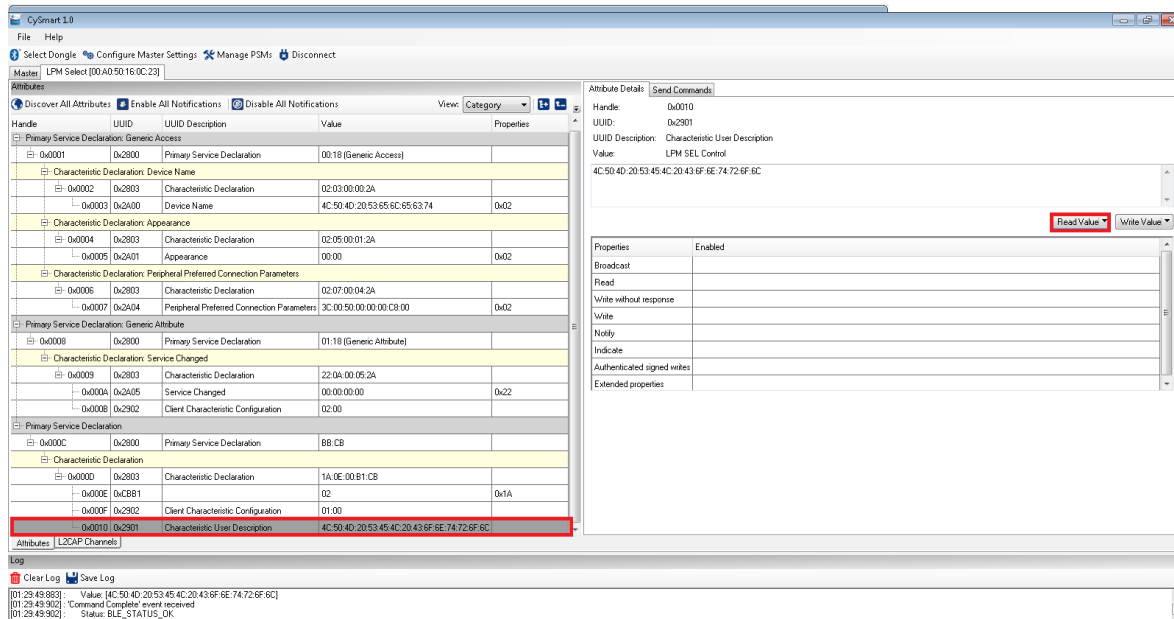 CySmart 1.0
File Help
Select Dongle Configure Master Settings Manage PSMs Disconnect
Master LPM Select [00:A0:50:16:0C:23]
Attributes
Discover All Attributes Enable All Notifications Disable All Notifications View: Category
Handle UUID UUID Description Value Properties
Primary Service Declaration: Generic Access
0x0001 0x2800 Primary Service Declaration 00:18 (Generic Access)
Characteristic Declaration: Device Name
0x0002 0x2803 Characteristic Declaration 02:03:00:00:2A
0x0003 0x2A00 Device Name 4C:50:4D:20:53:65:6C:65:63:74 0x02
Characteristic Declaration: Appearance
0x0004 0x2803 Characteristic Declaration 02:05:00:01:2A
0x0005 0x2A01 Appearance 00:00 0x02
Characteristic Declaration: Peripheral Preferred Connection Parameters
0x0006 0x2803 Characteristic Declaration 02:07:00:04:2A
0x0007 0x2A04 Peripheral Preferred Connection Parameters 3C:00:50:00:00:00:C8:00 0x02
Primary Service Declaration: Generic Attribute
0x0008 0x2800 Primary Service Declaration 01:18 (Generic Attribute)
Characteristic Declaration: Service Changed
0x0009 0x2803 Characteristic Declaration 22:0A:00:05:2A
0x000A 0x2A05 Service Changed 00:00:00:00 0x22
0x000B 0x2902 Client Characteristic Configuration 02:00
Primary Service Declaration
0x000C 0x2800 Primary Service Declaration BB:CB
Characteristic Declaration
0x000D 0x2803 Characteristic Declaration 1A:0E:00:B1:CB
0x000E 0xCBB1 02 0x1A
0x000F 0x2902 Client Characteristic Configuration 01:00
0x0010 0x2901 Characteristic User Description 4C:50:4D:20:53:45:4C:20:43:6F:6E:74:72:6F:6C
Attributes L2CAP Channels
Attribute Details Send Commands
Handle: 0x0010
UUID: 0x2901
UUID Description: Characteristic User Description
Value: LPM SEL Control
4C:50:4D:20:53:45:4C:20:43:6F:6E:74:72:6F:6C
Read Value Write Value
Properties Enabled
Broadcast
Read
Write without response
Write
Notify
Indicate
Authenticated signed writes
Extended properties
Log
Clear Log Save Log
[01:29:49:883] : Value: [4C:50:4D:20:53:45:4C:20:43:6F:6E:74:72:6F:6C]
[01:29:49:902] : 'Command Complete' event received
[01:29:49:902] : Status: BLE_STATUS_OK